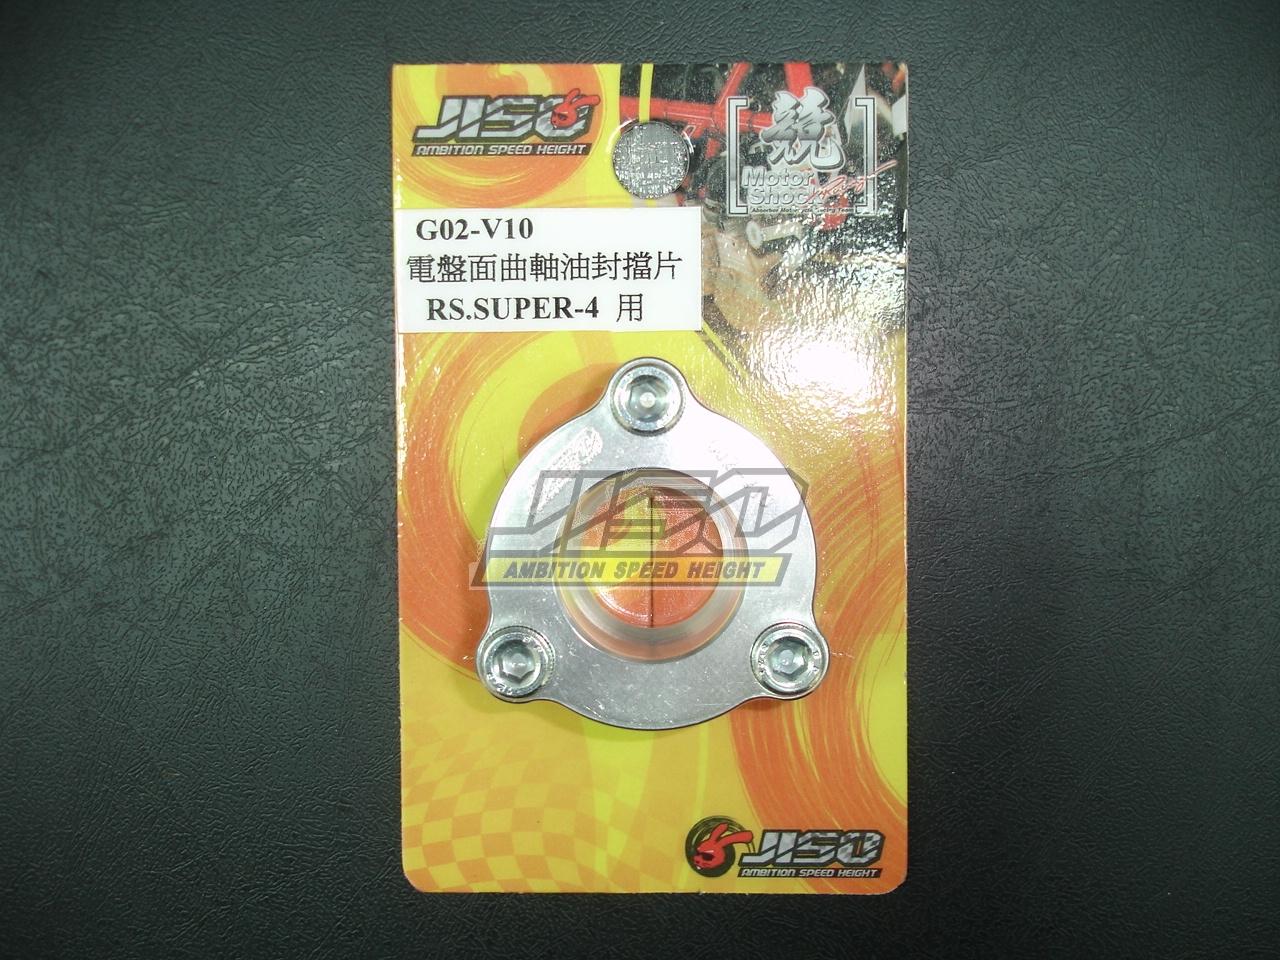 JISO
AMBITION SPEED HEIGHT
競
Motor
Shock
G02-V10
電盤面曲軸油封擋片
RS.SUPER-4 用
JISO
AMBITION SPEED HEIGHT
JISO
AMBITION SPEED HEIGHT